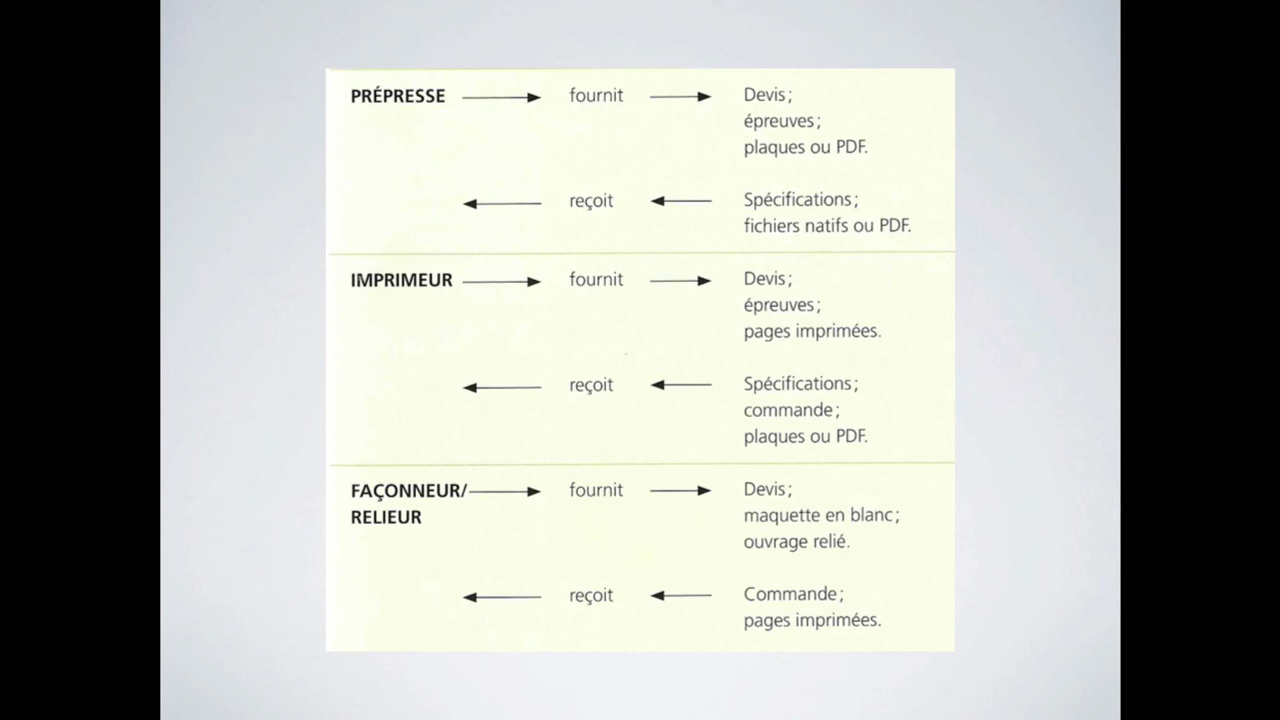 PRÉPRESSE fournit Devis ;
épreuves ;
plaques ou PDF.
reçoit Spécifications ;
fichiers natifs ou PDF.
IMPRIMEUR fournit Devis ;
épreuves ;
pages imprimées.
reçoit Spécifications ;
commande ;
plaques ou PDF.
FAÇONNEUR/ fournit Devis ;
RELIEUR maquette en blanc ;
ouvrage relié.
reçoit Commande ;
pages imprimées.